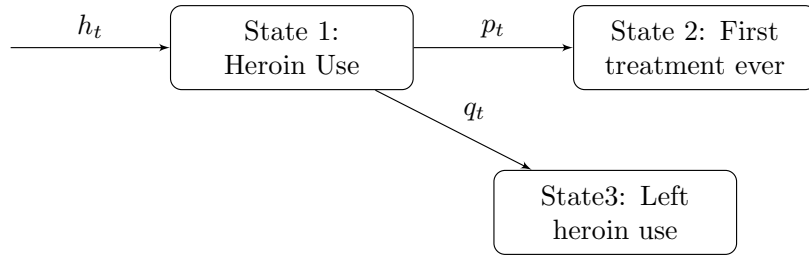 h_t
State 1:
Heroin Use
p_t
State 2: First
treatment ever
q_t
State3: Left
heroin use